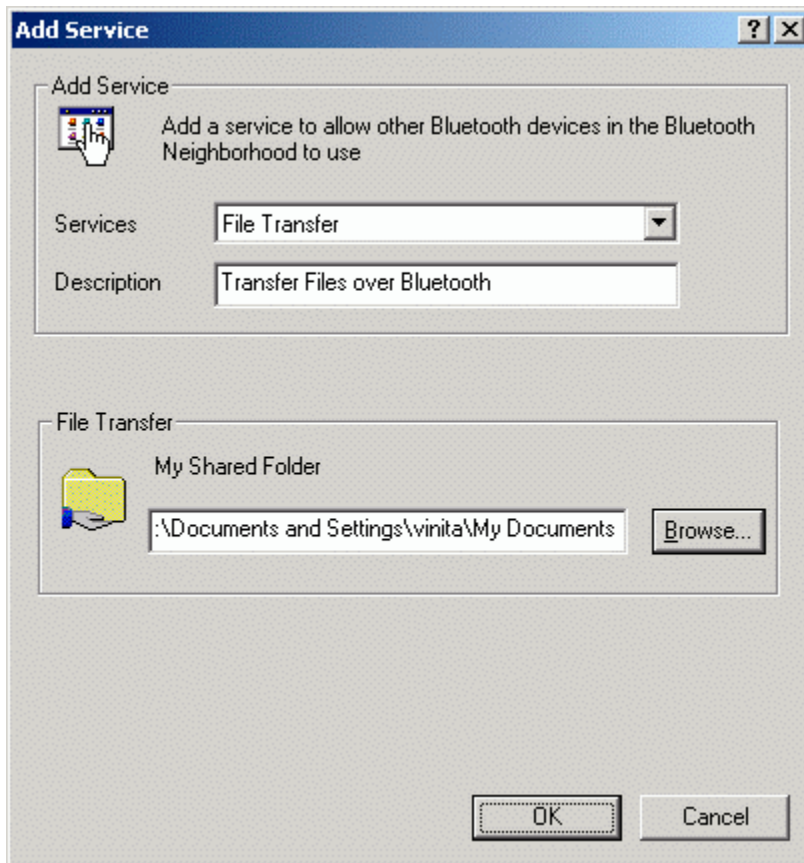 Add Service
Add Service
Add a service to allow other Bluetooth devices in the Bluetooth
Neighborhood to use
Services
File Transfer
Description
Transfer Files over Bluetooth
File Transfer
My Shared Folder
:\Documents and Settings\vinita\My Documents
Browse...
OK
Cancel